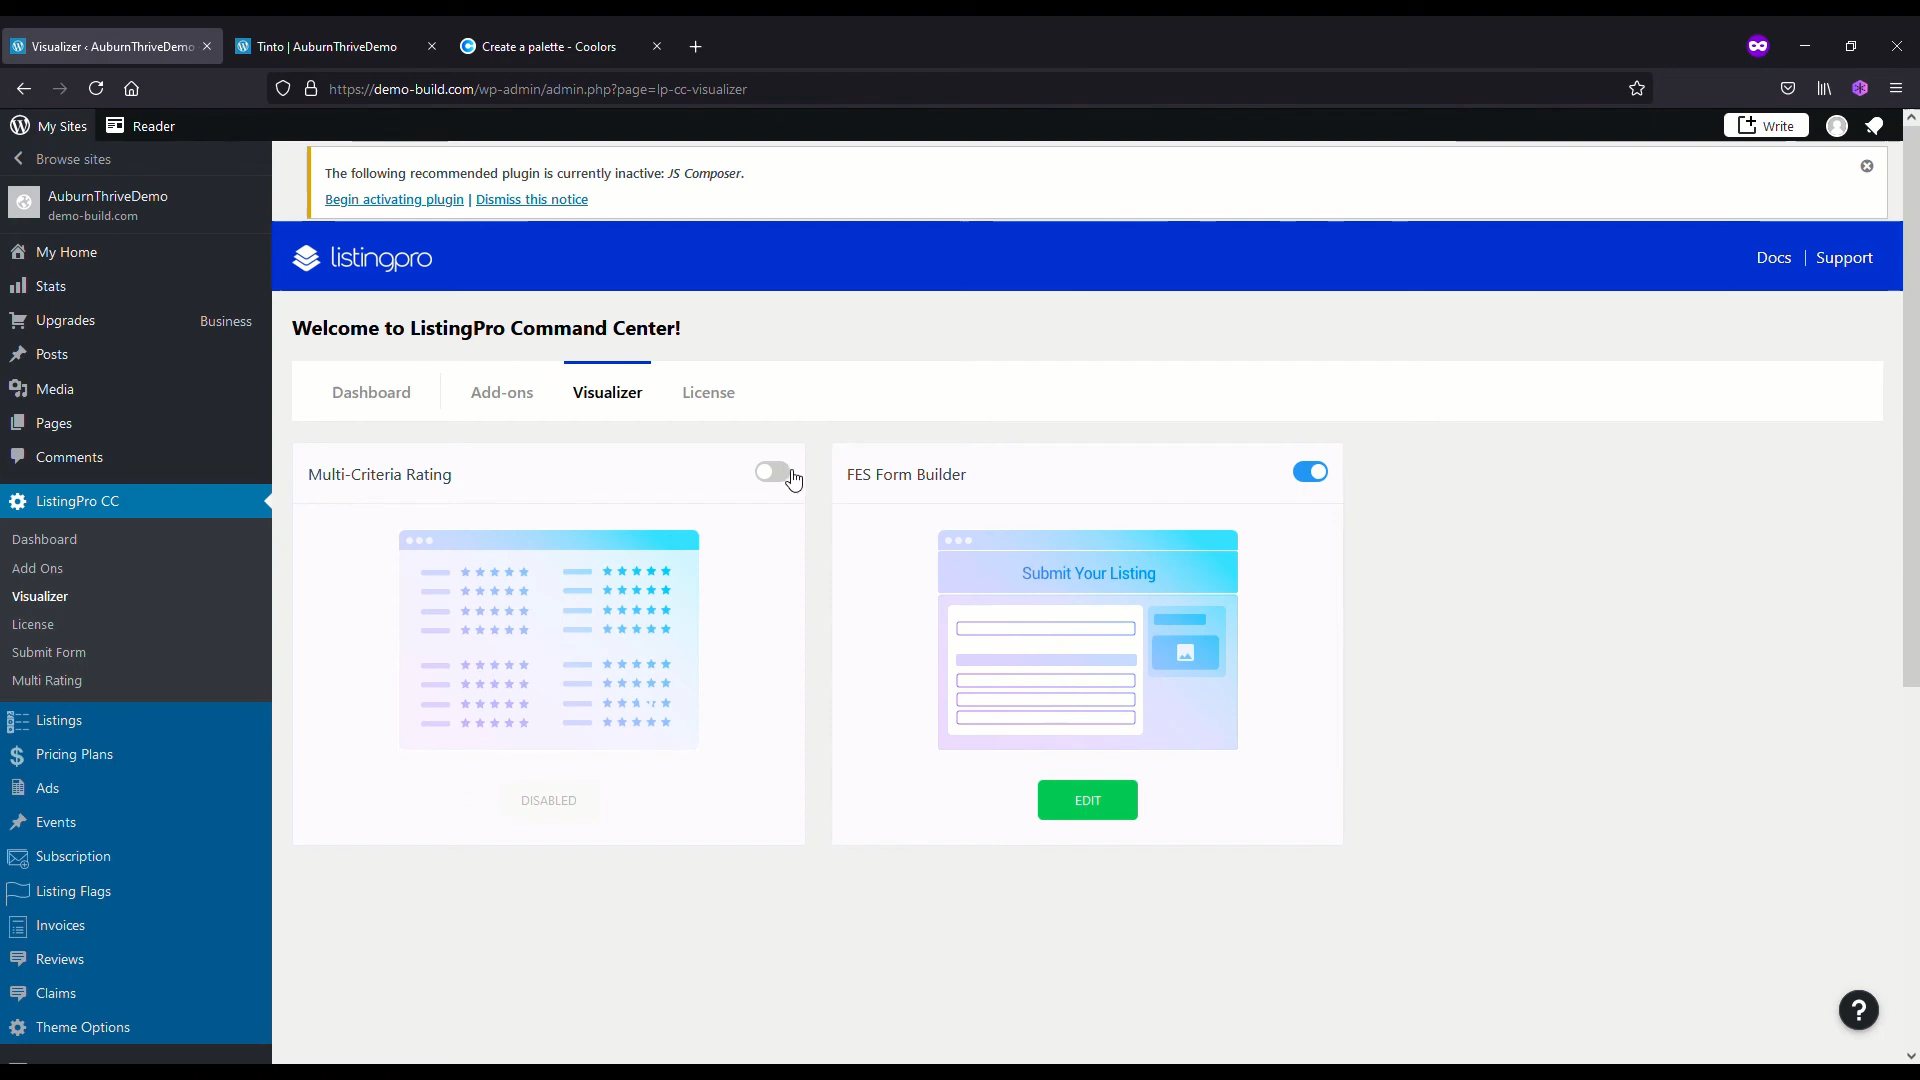 Visualizer ‹ AuburnThriveDemo
Tinto | AuburnThriveDemo
Create a palette - Coolors
https://demo-build.com/wp-admin/admin.php?page=lp-cc-visualizer
My Sites
Reader
Write
Browse sites
AuburnThriveDemo
demo-build.com
My Home
Stats
Upgrades
Business
Posts
Media
Pages
Comments
ListingPro CC
Dashboard
Add Ons
Visualizer
License
Submit Form
Multi Rating
Listings
Pricing Plans
Ads
Events
Subscription
Listing Flags
Invoices
Reviews
Claims
Theme Options
The following recommended plugin is currently inactive: JS Composer.
Begin activating plugin | Dismiss this notice
listingpro
Docs | Support
Welcome to ListingPro Command Center!
Dashboard
Add-ons
Visualizer
License
Multi-Criteria Rating
DISABLED
FES Form Builder
Submit Your Listing
EDIT
?